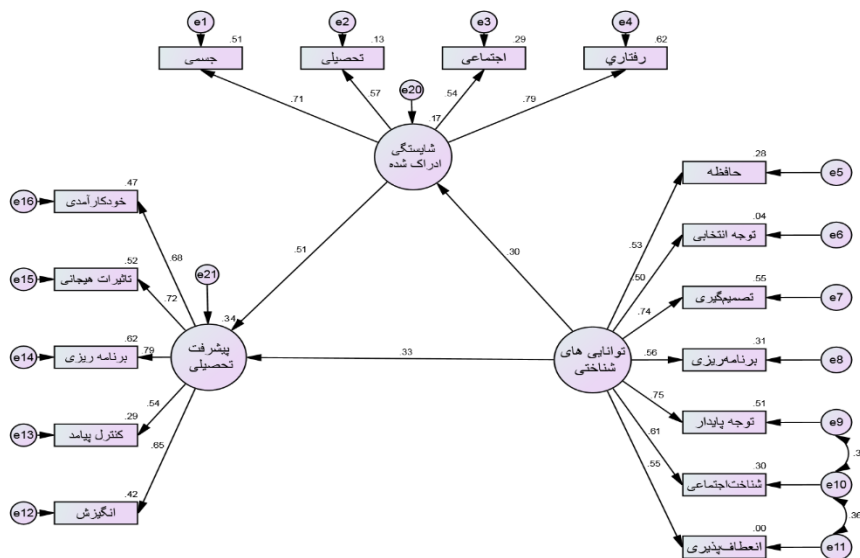 e1 e2 e3 e4
.51 .13 .29 .62
جسمی تحصیلی اجتماعی رفتاري
.71 .57 .54 .79
e20
.17
شایستگی
ادراک شده
.28
حافظه e5
.04
توجه انتخابی e6
.55
تصمیم‌گیری e7
.31
برنامه‌ریزی e8
.51
توجه پایدار e9
.30
شناخت‌اجتماعی e10
.36
.00
انعطاف‌پذیری e11
.53
.50
.74
.56
.75
.61
.55
توانایی های
شناختی
.30
.51
.33
e21
.34
پیشرفت
تحصیلی
.47
e16 خودکارآمدی
.68
.52
e15 تاثیرات هیجانی
.72
.62
e14 برنامه ریزی
.79
.54
.29
e13 کنترل پیامد
.65
.42
e12 انگیزش